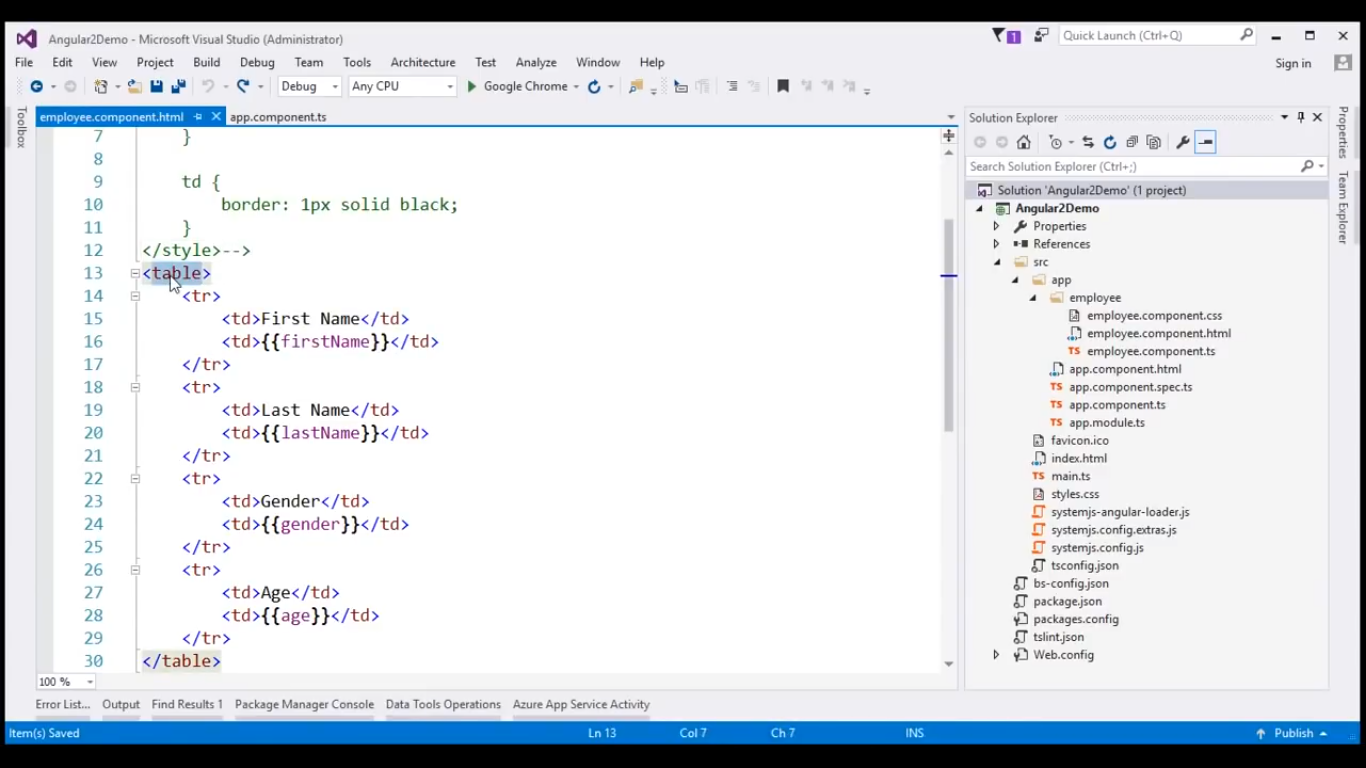 Angular2Demo - Microsoft Visual Studio (Administrator)
1
Quick Launch (Ctrl+Q)
File Edit View Project Build Debug Team Tools Architecture Test Analyze Window Help
Sign in
Debug Any CPU Google Chrome
Toolbox
employee.component.html app.component.ts
7 }
8
9 td {
10 border: 1px solid black;
11 }
12 </style>-->
13 <table>
14 <tr>
15 <td>First Name</td>
16 <td>{{firstName}}</td>
17 </tr>
18 <tr>
19 <td>Last Name</td>
20 <td>{{lastName}}</td>
21 </tr>
22 <tr>
23 <td>Gender</td>
24 <td>{{gender}}</td>
25 </tr>
26 <tr>
27 <td>Age</td>
28 <td>{{age}}</td>
29 </tr>
30 </table>
100 %
Solution Explorer
Search Solution Explorer (Ctrl+;)
Solution 'Angular2Demo' (1 project)
Angular2Demo
Properties
References
src
app
employee
employee.component.css
employee.component.html
TS employee.component.ts
app.component.html
TS app.component.spec.ts
TS app.component.ts
TS app.module.ts
favicon.ico
index.html
TS main.ts
styles.css
systemjs-angular-loader.js
systemjs.config.extras.js
systemjs.config.js
tsconfig.json
bs-config.json
package.json
packages.config
tslint.json
Web.config
Properties
Team Explorer
Error List... Output Find Results 1 Package Manager Console Data Tools Operations Azure App Service Activity
Item(s) Saved Ln 13 Col 7 Ch 7 INS Publish